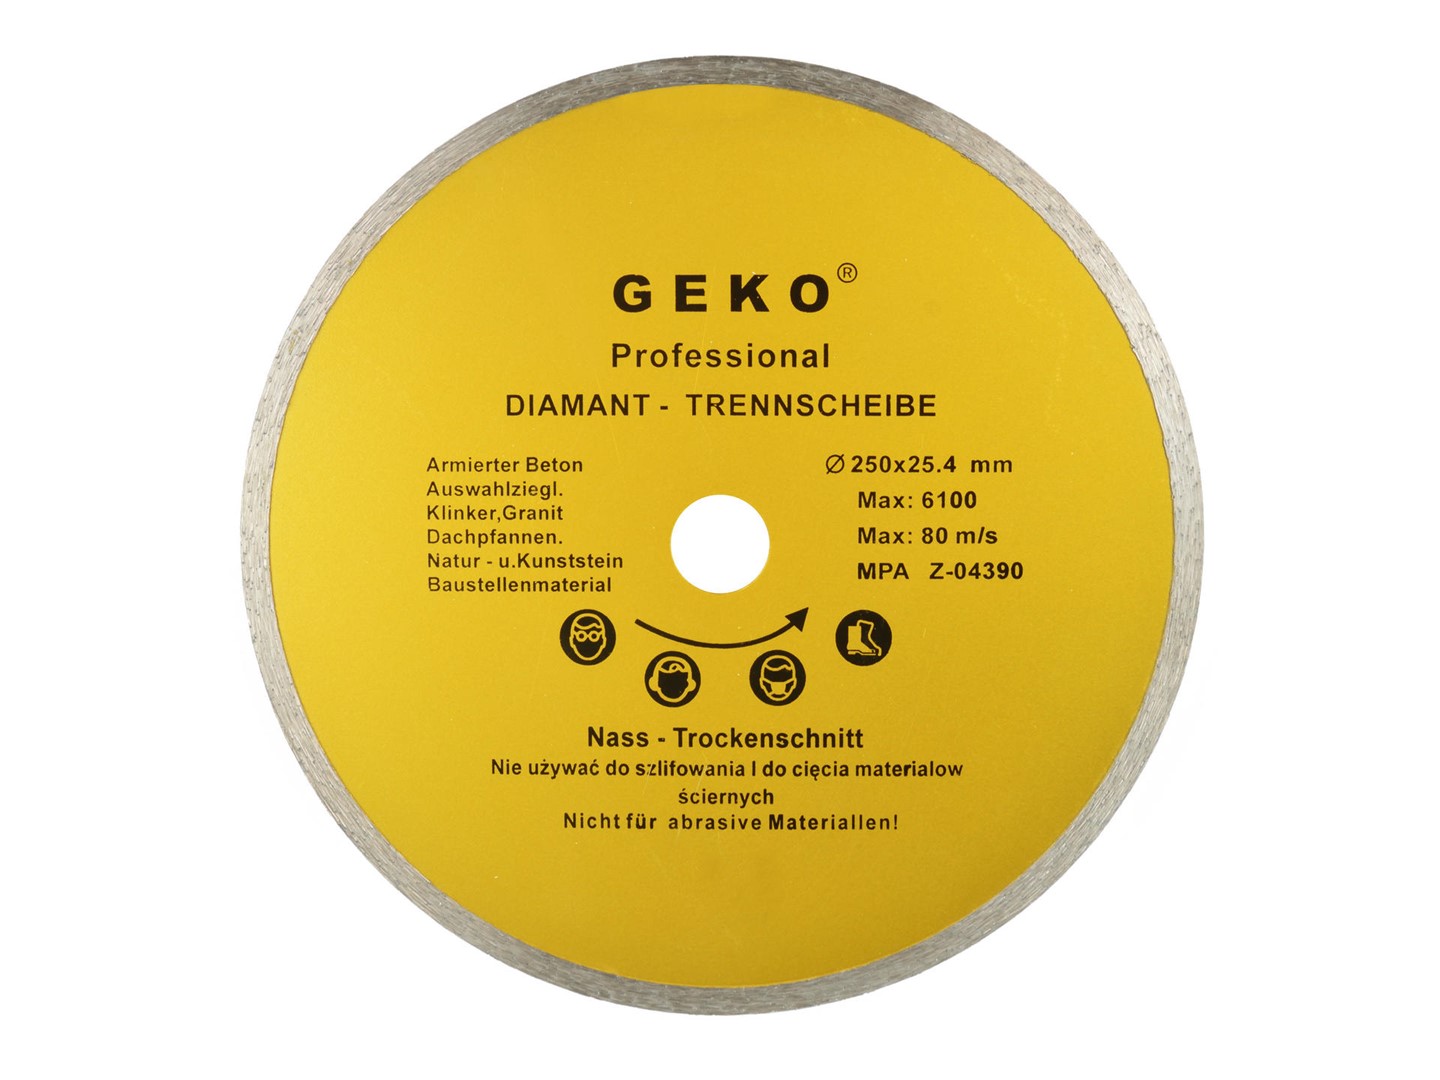 GEKO®
Professional
DIAMANT - TRENNSCHEIBE
Armierter Beton
Auswahlziegl.
Klinker,Granit
Dachpfannen.
Natur - u.Kunststein
Baustellenmaterial
Ø 250x25.4 mm
Max: 6100
Max: 80 m/s
MPA Z-04390
Nass - Trockenschnitt
Nie używać do szlifowania I do cięcia materialow
ściernych
Nicht für abrasive Materiallen!